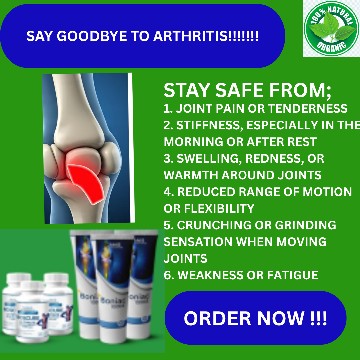 SAY GOODBYE TO ARTHRITIS!!!!!!!
100% NATURAL
ORGANIC
STAY SAFE FROM;
1. JOINT PAIN OR TENDERNESS
2. STIFFNESS, ESPECIALLY IN THE
MORNING OR AFTER REST
3. SWELLING, REDNESS, OR
WARMTH AROUND JOINTS
4. REDUCED RANGE OF MOTION
OR FLEXIBILITY
5. CRUNCHING OR GRINDING
SENSATION WHEN MOVING
JOINTS
6. WEAKNESS OR FATIGUE
ORDER NOW !!!